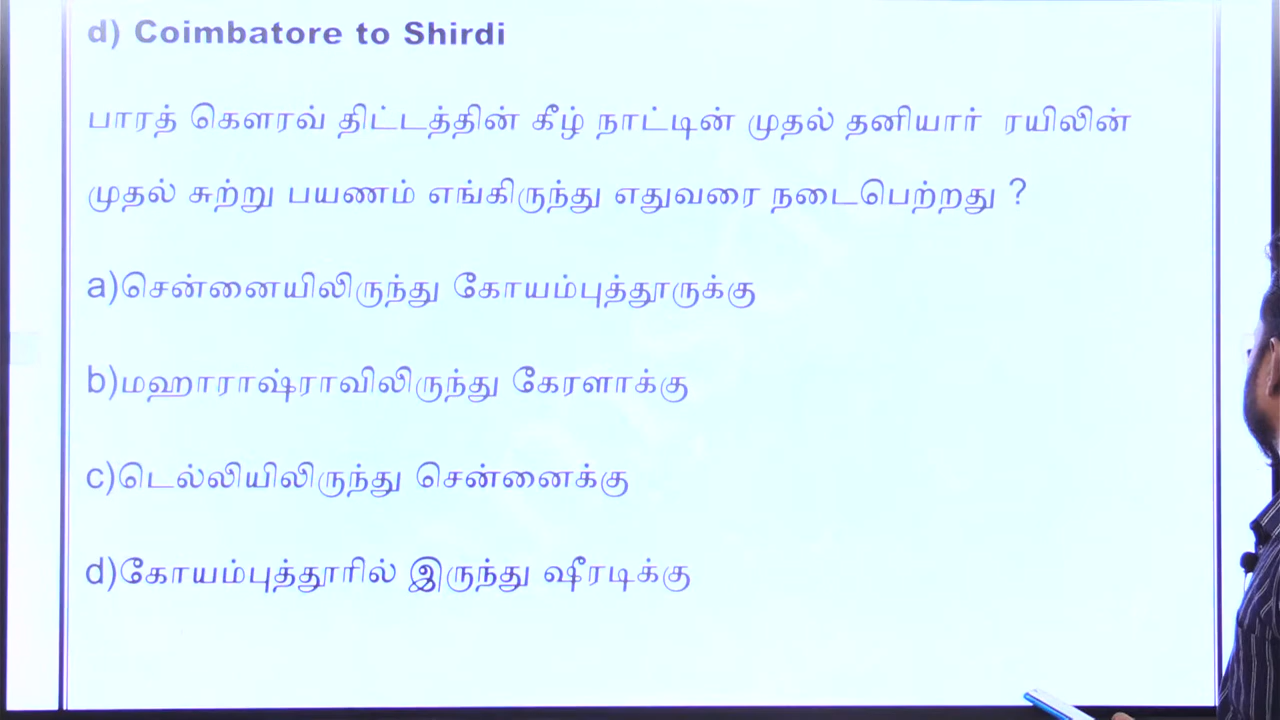 d) Coimbatore to Shirdi
பாரத் கௌரவ் திட்டத்தின் கீழ் நாட்டின் முதல் தனியார் ரயிலின்
முதல் சுற்று பயணம் எங்கிருந்து எதுவரை நடைபெற்றது ?
a)சென்னையிலிருந்து கோயம்புத்தூருக்கு
b)மஹாராஷ்ராவிலிருந்து கேரளாக்கு
c)டெல்லியிலிருந்து சென்னைக்கு
d)கோயம்புத்தூரில் இருந்து ஷீரடிக்கு